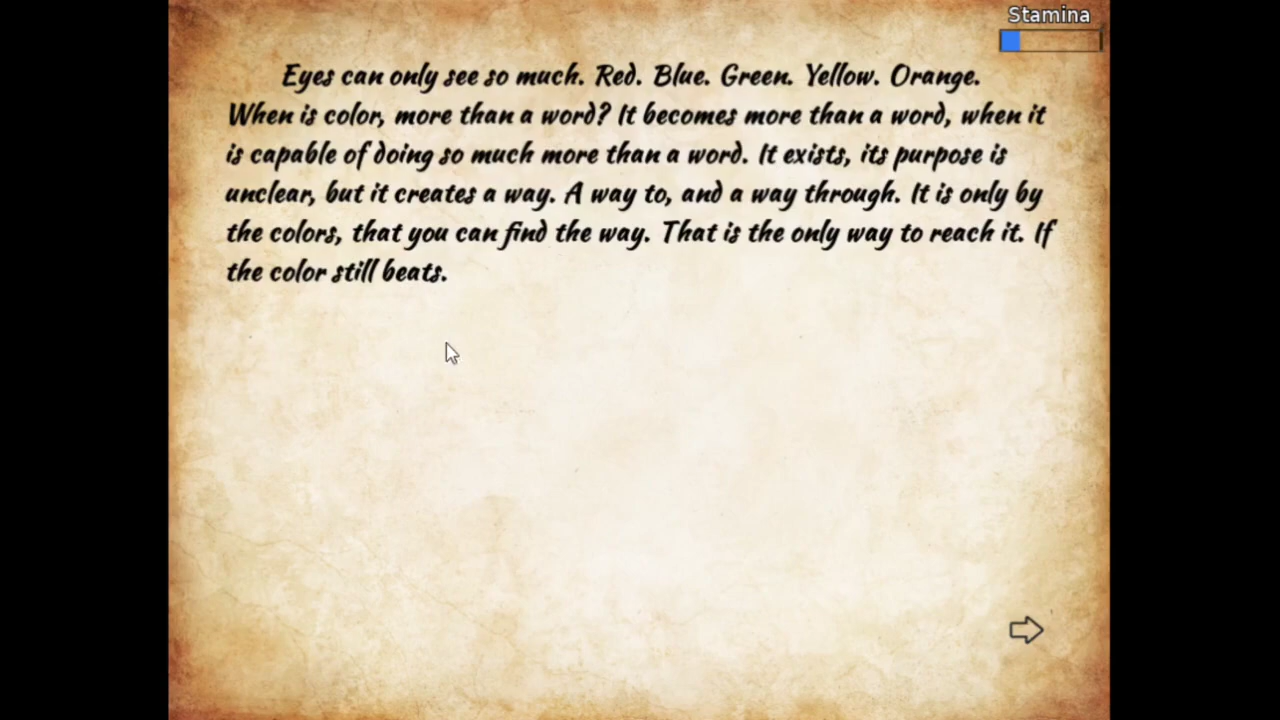 Stamina
Eyes can only see so much. Red. Blue. Green. Yellow. Orange.
When is color, more than a word? It becomes more than a word, when it
is capable of doing so much more than a word. It exists, its purpose is
unclear, but it creates a way. A way to, and a way through. It is only by
the colors, that you can find the way. That is the only way to reach it. If
the color still beats.